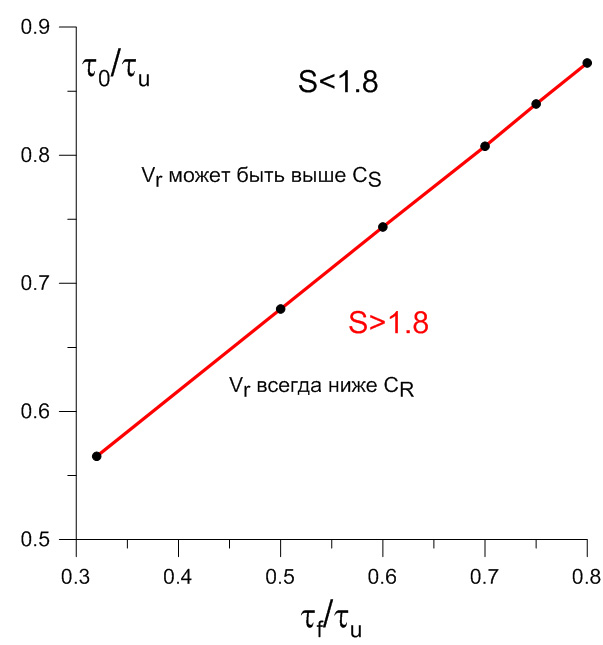 0.9
τ0/τu
S<1.8
0.8
Vr может быть выше CS
0.7
S>1.8
Vr всегда ниже CR
0.6
0.5
0.3 0.4 0.5 0.6 0.7 0.8
τf/τu